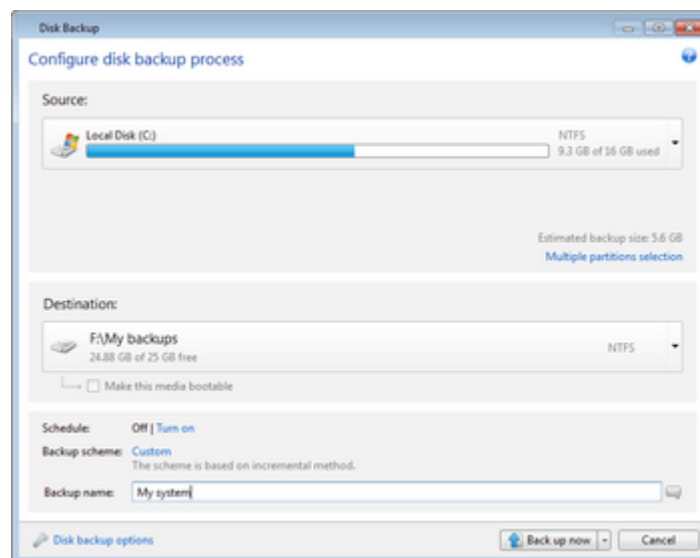 Disk Backup
Configure disk backup process
Source:
Local Disk (C:)
NTFS
9.3 GB of 16 GB used
Estimated backup size: 5.6 GB
Multiple partitions selection
Destination:
F:\My backups
24.88 GB of 25 GB free
NTFS
Make this media bootable
Schedule: Off | Turn on
Backup scheme: Custom
The scheme is based on incremental method.
Backup name: My system
Disk backup options
Back up now
Cancel